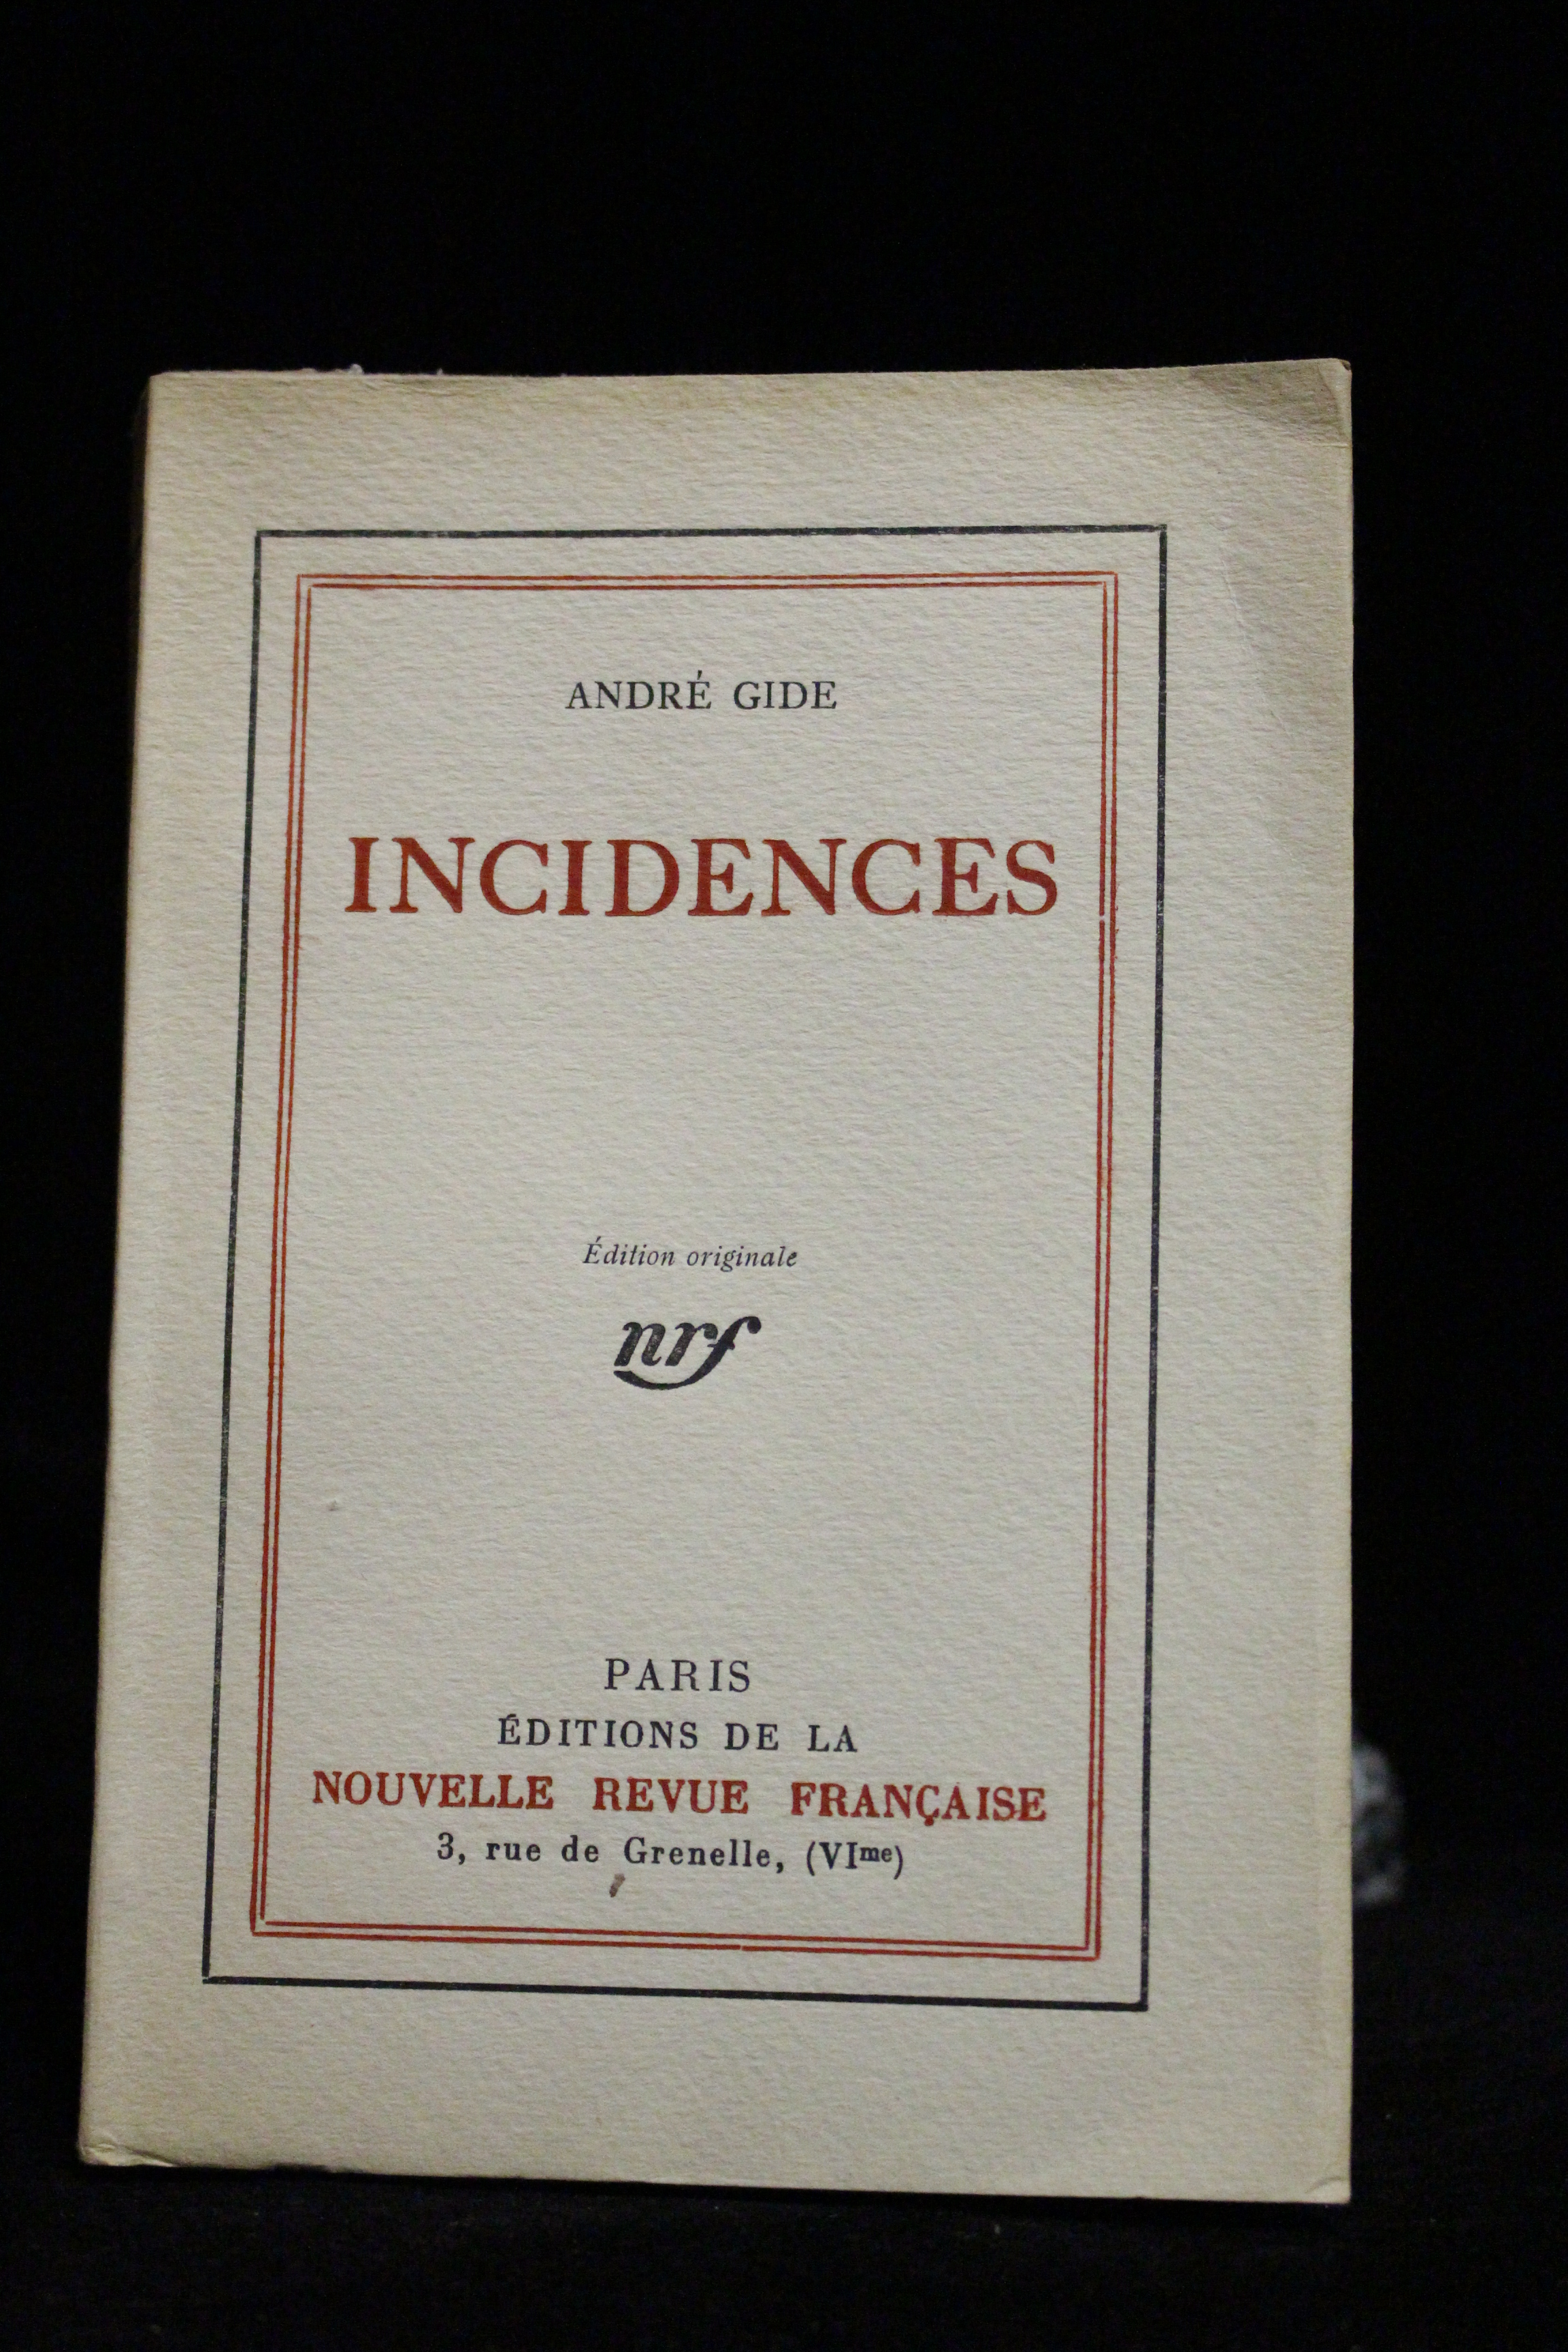 ANDRÉ GIDE
INCIDENCES
Édition originale
nrf
PARIS
ÉDITIONS DE LA
NOUVELLE REVUE FRANÇAISE
3, rue de Grenelle, (VIme)